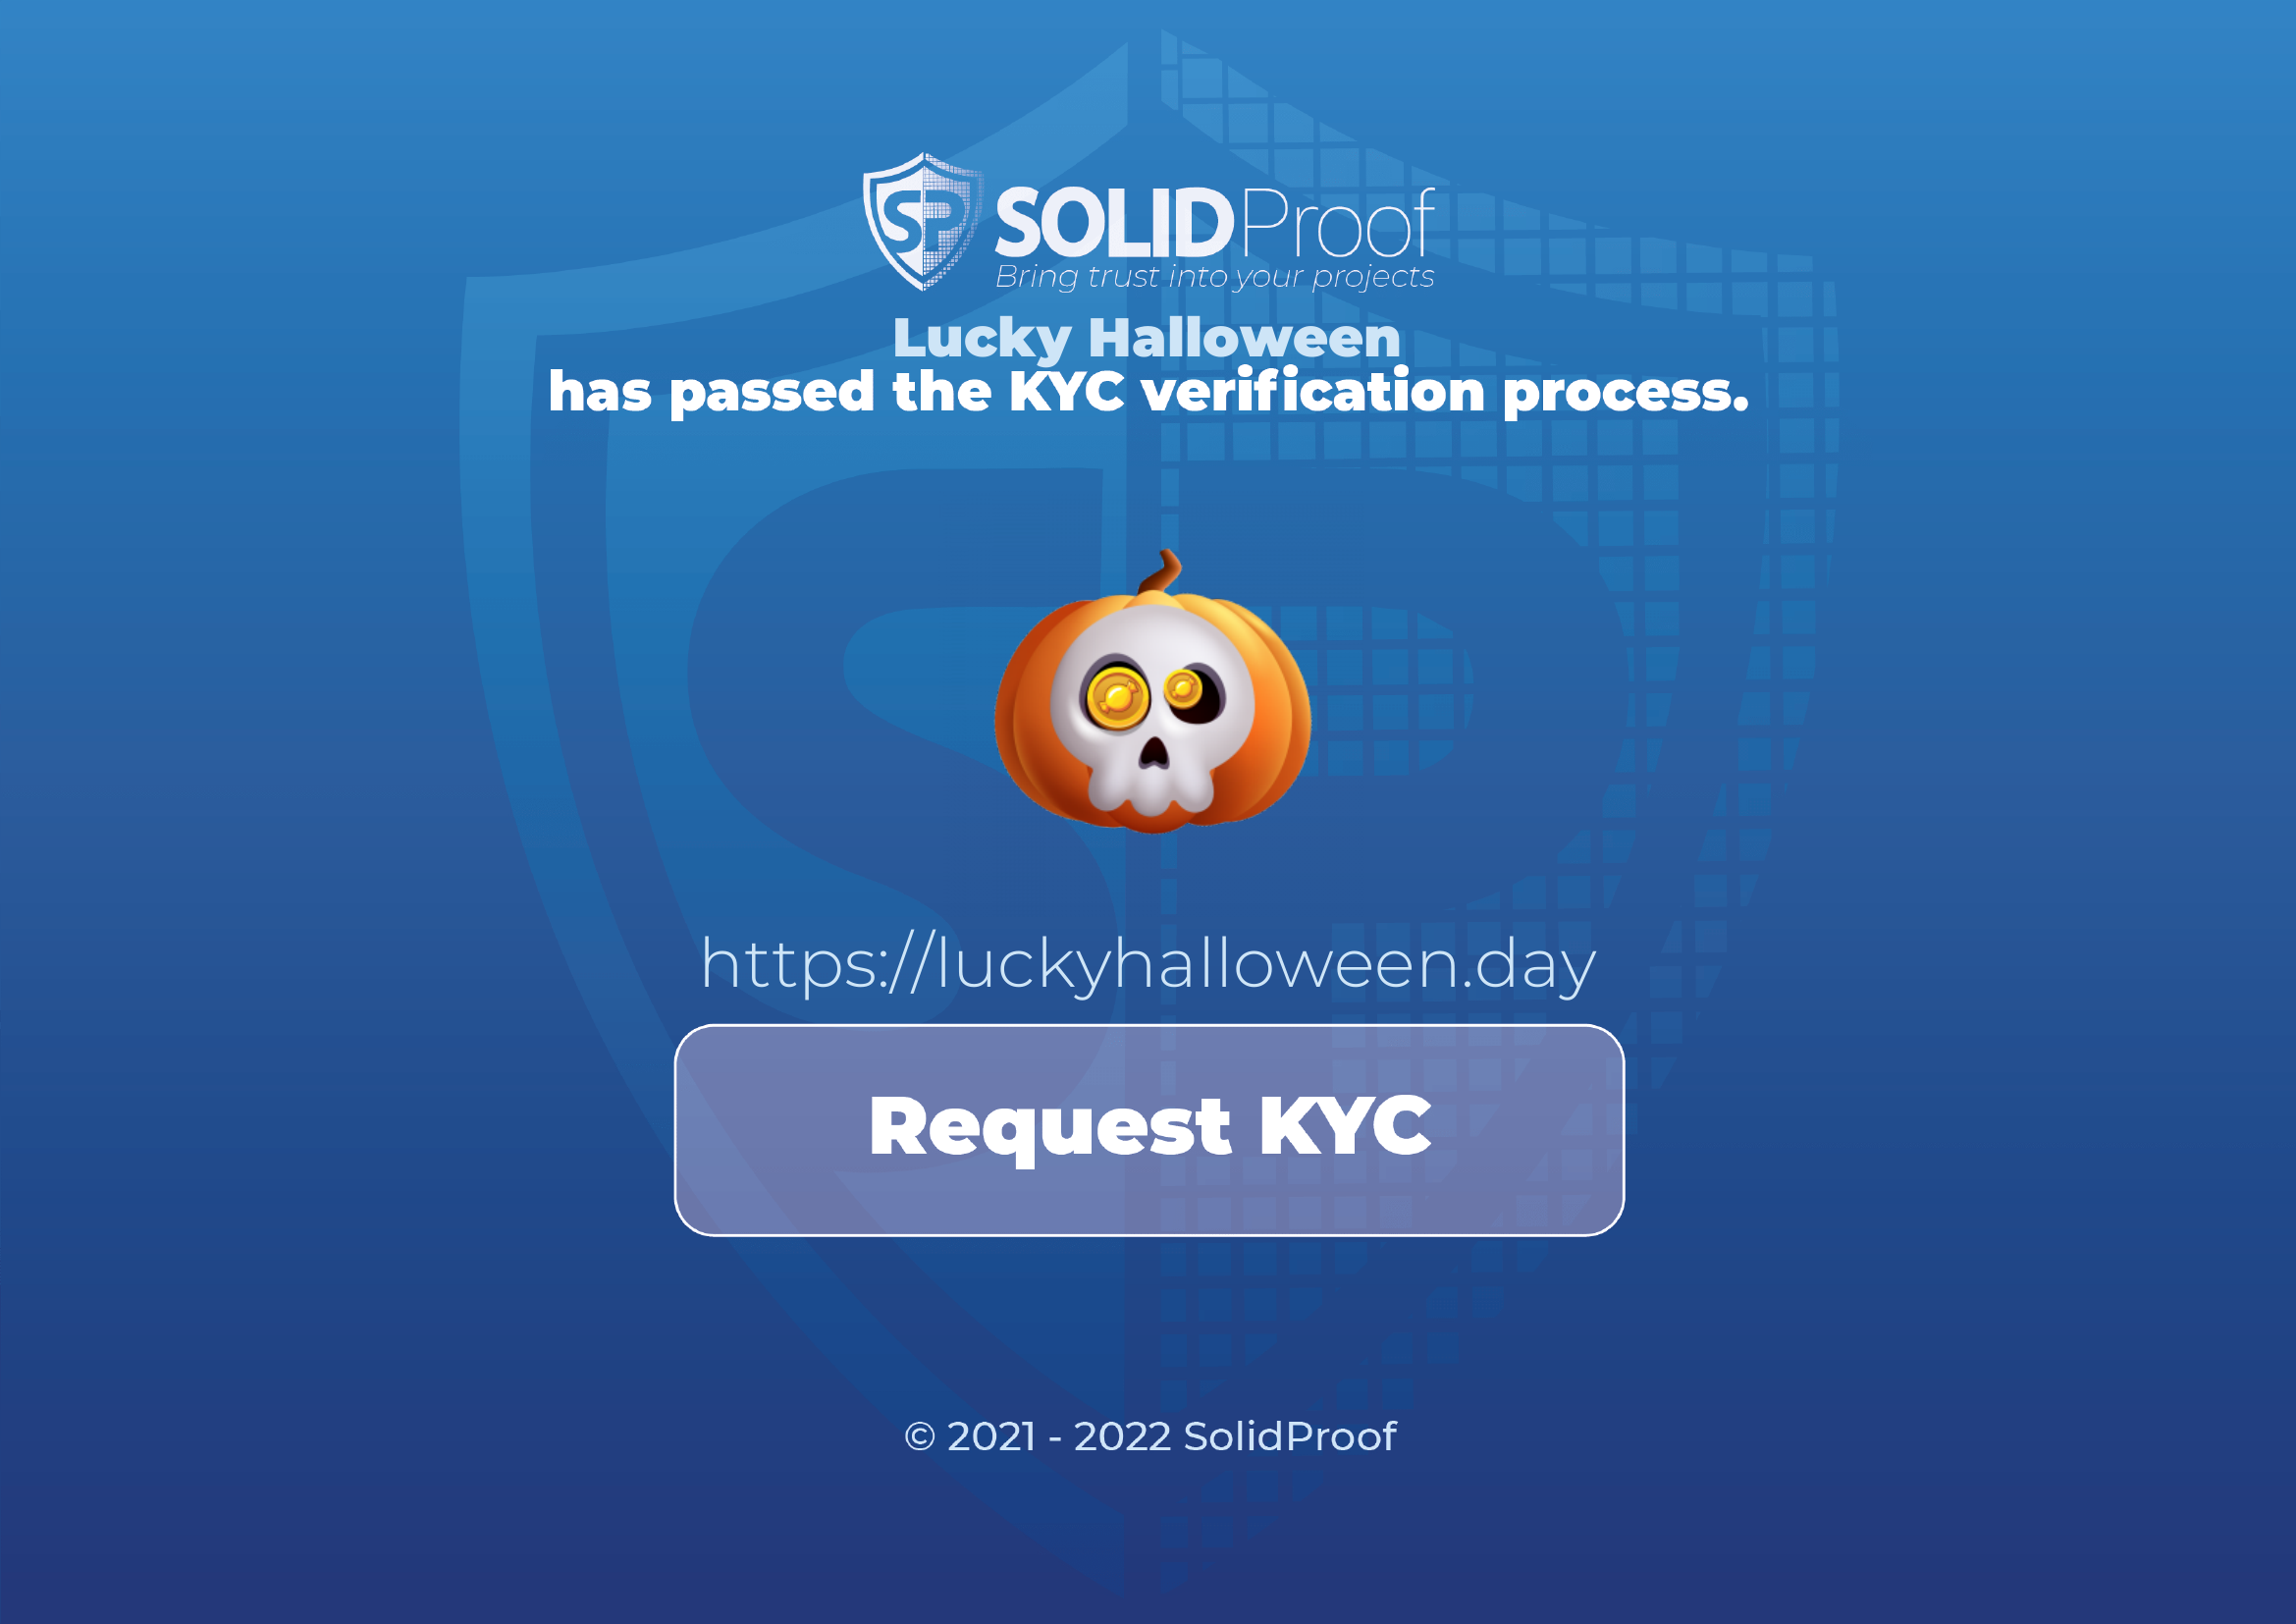 SP SOLIDProof
Bring trust into your projects
Lucky Halloween
has passed the KYC verification process.
https://luckyhalloween.day
Request KYC
© 2021 - 2022 SolidProof